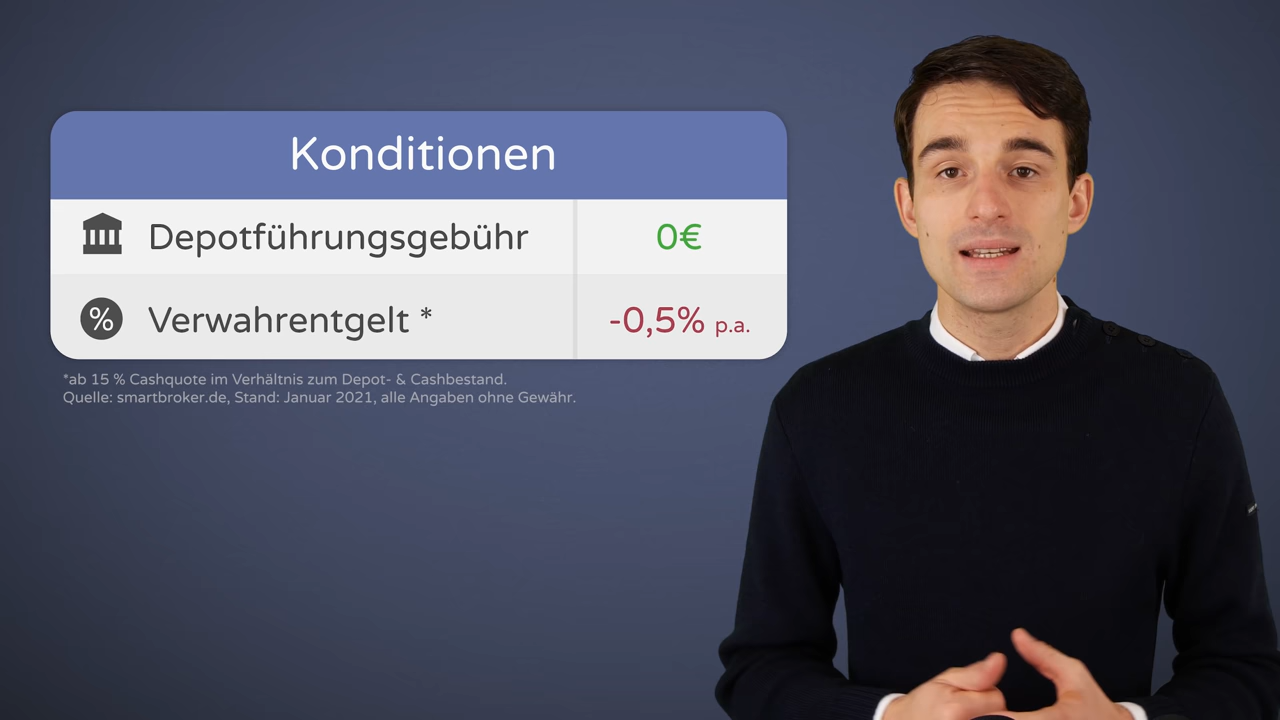 Konditionen
Depotführungsgebühr 0€
% Verwahrentgelt * -0,5% p.a.
*ab 15 % Cashquote im Verhältnis zum Depot- & Cashbestand.
Quelle: smartbroker.de, Stand: Januar 2021, alle Angaben ohne Gewähr.